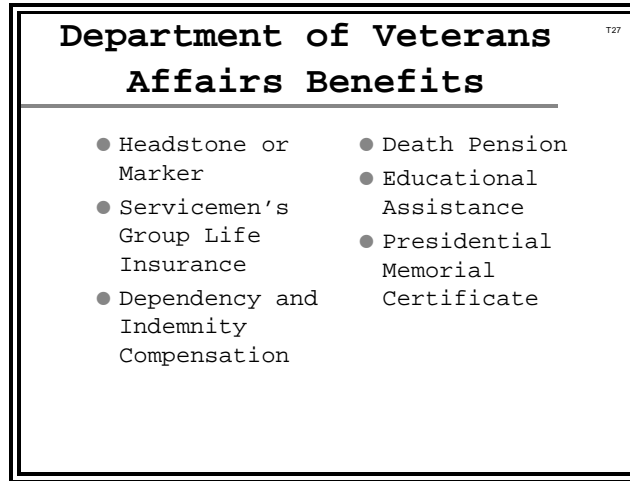 Department of Veterans
Affairs Benefits
T27
● Headstone or
Marker
● Servicemen's
Group Life
Insurance
● Dependency and
Indemnity
Compensation
● Death Pension
● Educational
Assistance
● Presidential
Memorial
Certificate